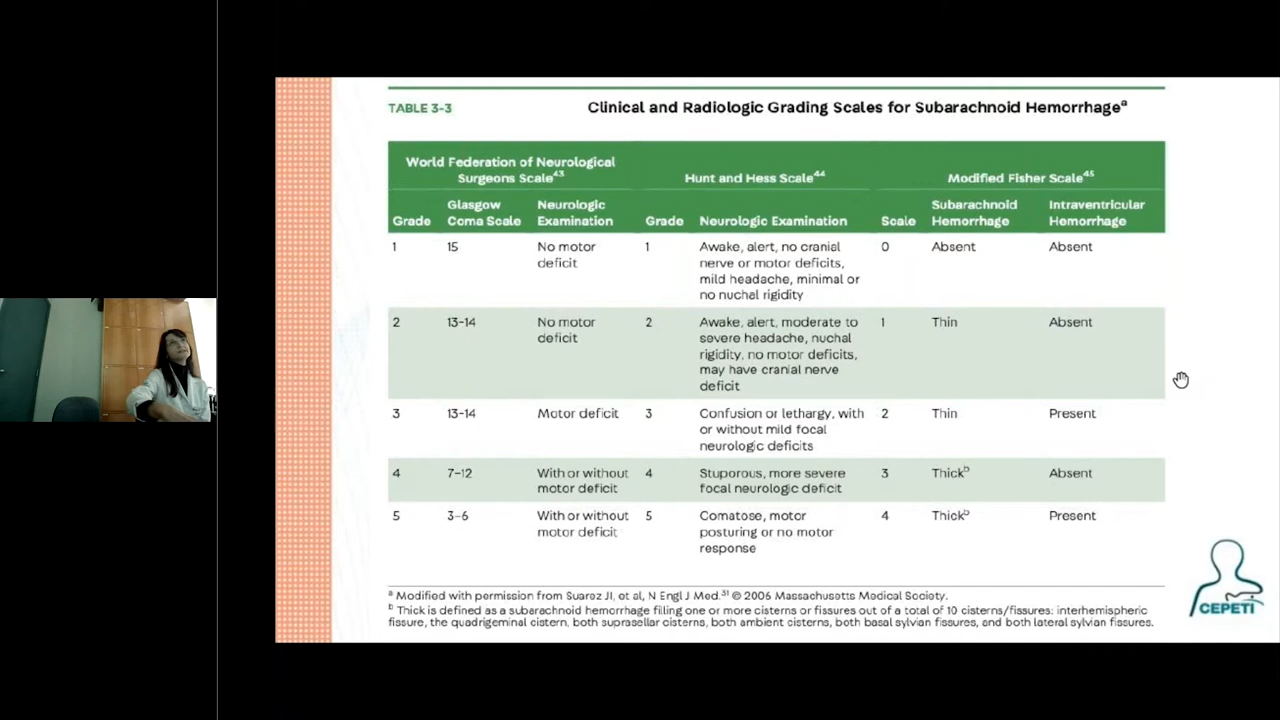 TABLE 3-3
Clinical and Radiologic Grading Scales for Subarachnoid Hemorrhageᵃ
World Federation of Neurological
Surgeons Scale⁴³
Hunt and Hess Scale⁴⁴
Modified Fisher Scale⁴⁵
Grade
Glasgow
Coma Scale
Neurologic
Examination
Grade
Neurologic Examination
Scale
Subarachnoid
Hemorrhage
Intraventricular
Hemorrhage
1
15
No motor
deficit
1
Awake, alert, no cranial
nerve or motor deficits,
mild headache, minimal or
no nuchal rigidity
0
Absent
Absent
2
13-14
No motor
deficit
2
Awake, alert, moderate to
severe headache, nuchal
rigidity, no motor deficits,
may have cranial nerve
deficit
1
Thin
Absent
3
13-14
Motor deficit
3
Confusion or lethargy, with
or without mild focal
neurologic deficits
2
Thin
Present
4
7-12
With or without
motor deficit
4
Stuporous, more severe
focal neurologic deficit
3
Thickᵇ
Absent
5
3-6
With or without
motor deficit
5
Comatose, motor
posturing or no motor
response
4
Thickᵇ
Present
ᵃ Modified with permission from Suarez JI, et al, N Engl J Med.³¹ © 2006 Massachusetts Medical Society.
ᵇ Thick is defined as a subarachnoid hemorrhage filling one or more cisterns or fissures out of a total of 10 cisterns/fissures: interhemispheric
fissure, the quadrigeminal cistern, both suprasellar cisterns, both ambient cisterns, both basal sylvian fissures, and both lateral sylvian fissures.
CEPETI